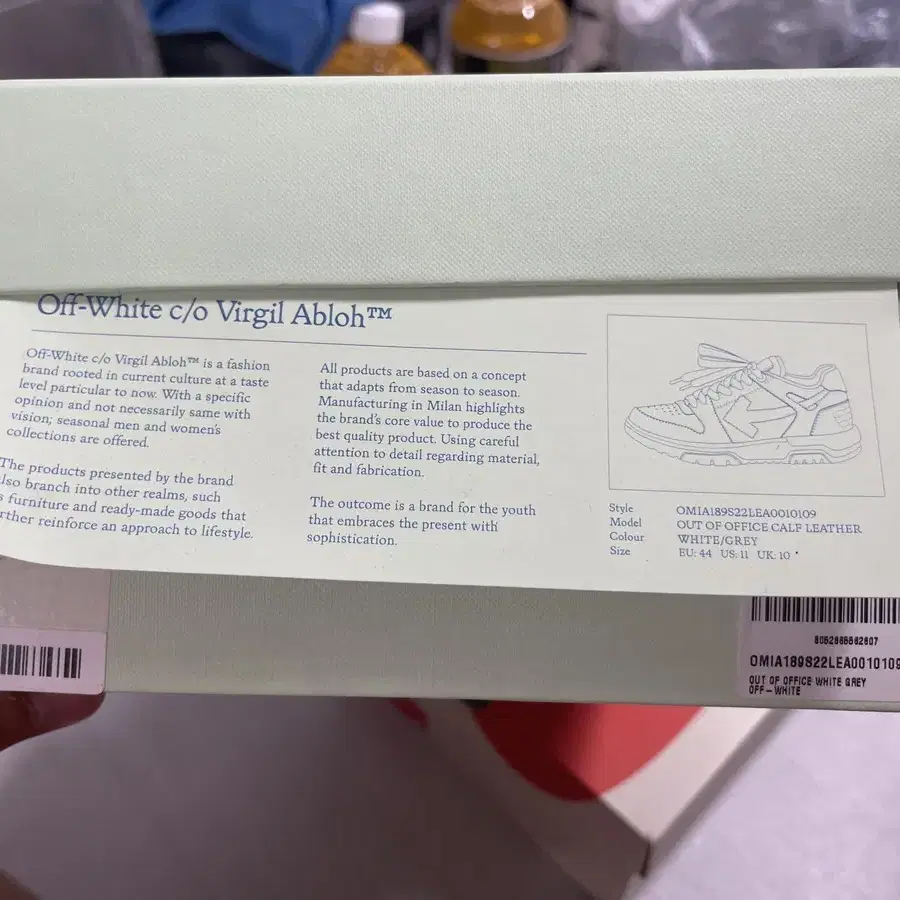 Off-White c/o Virgil Abloh™
Off-White c/o Virgil Abloh™ is a fashion
brand rooted in current culture at a taste
level particular to now. With a specific
opinion and not necessarily same with
vision; seasonal men and women's
collections are offered.
The products presented by the brand
lso branch into other realms, such
s furniture and ready-made goods that
rther reinforce an approach to lifestyle.
All products are based on a concept
that adapts from season to season.
Manufacturing in Milan highlights
the brand's core value to produce the
best quality product. Using careful
attention to detail regarding material,
fit and fabrication.
The outcome is a brand for the youth
that embraces the present with
sophistication.
Style OMIA189S22LEA0010109
Model OUT OF OFFICE CALF LEATHER
Colour WHITE/GREY
Size EU: 44 US: 11 UK: 10
OMIA189S22LEA0010109
OUT OF OFFICE WHITE GREY
OFF-WHITE